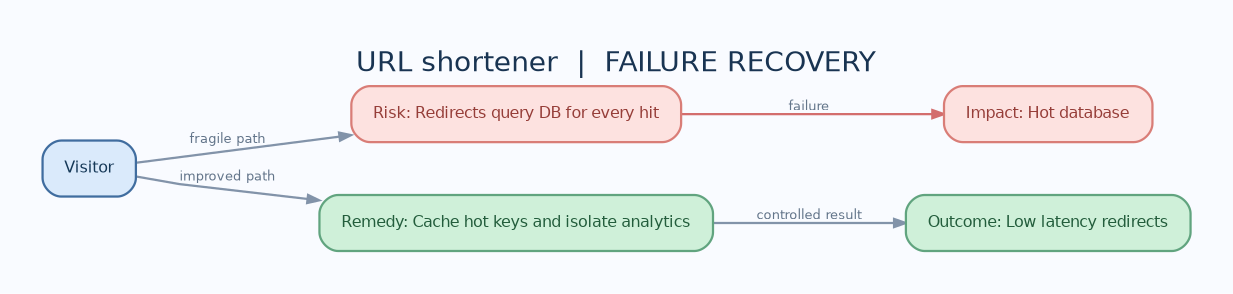 URL shortener  |  FAILURE RECOVERY
Risk: Redirects query DB for every hit
failure
Impact: Hot database
fragile path
Visitor
improved path
Remedy: Cache hot keys and isolate analytics
controlled result
Outcome: Low latency redirects